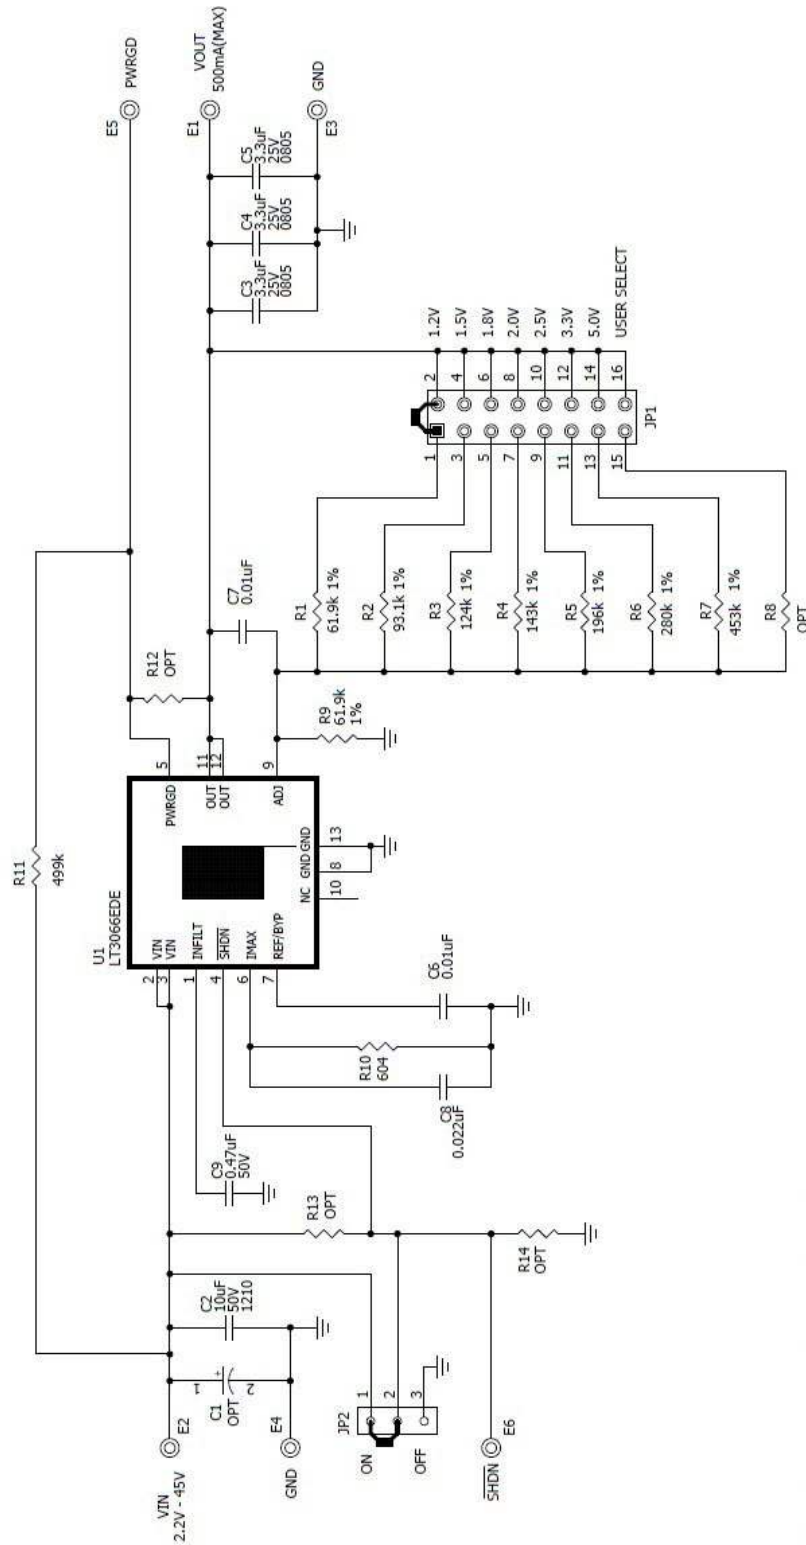 VIN
2.2V - 45V
E2
GND
E4
C1
OPT
+
1
2
C2
10uF
50V
1210
R11
499k
JP2
ON
OFF
1
2
3
SHDN
E6
R13
OPT
R14
OPT
C9
0.47uF
50V
C8
0.022uF
R10
604
C6
0.01uF
U1
LT3066EDE
2
3
1
4
6
7
VIN
VIN
INFILT
SHDN
IMAX
REF/BYP
NC
GND
GND
10
8
13
PWRGD
OUT
OUT
ADJ
5
11
12
9
R12
OPT
R9
61.9k
1%
C7
0.01uF
R1
61.9k 1%
R2
93.1k 1%
R3
124k 1%
R4
143k 1%
R5
196k 1%
R6
280k 1%
R7
453k 1%
R8
OPT
JP1
1
3
5
7
9
11
13
15
2
4
6
8
10
12
14
16
1.2V
1.5V
1.8V
2.0V
2.5V
3.3V
5.0V
USER SELECT
C3
3.3uF
25V
0805
C4
3.3uF
25V
0805
C5
3.3uF
25V
0805
E5
PWRGD
E1
VOUT
500mA(MAX)
E3
GND